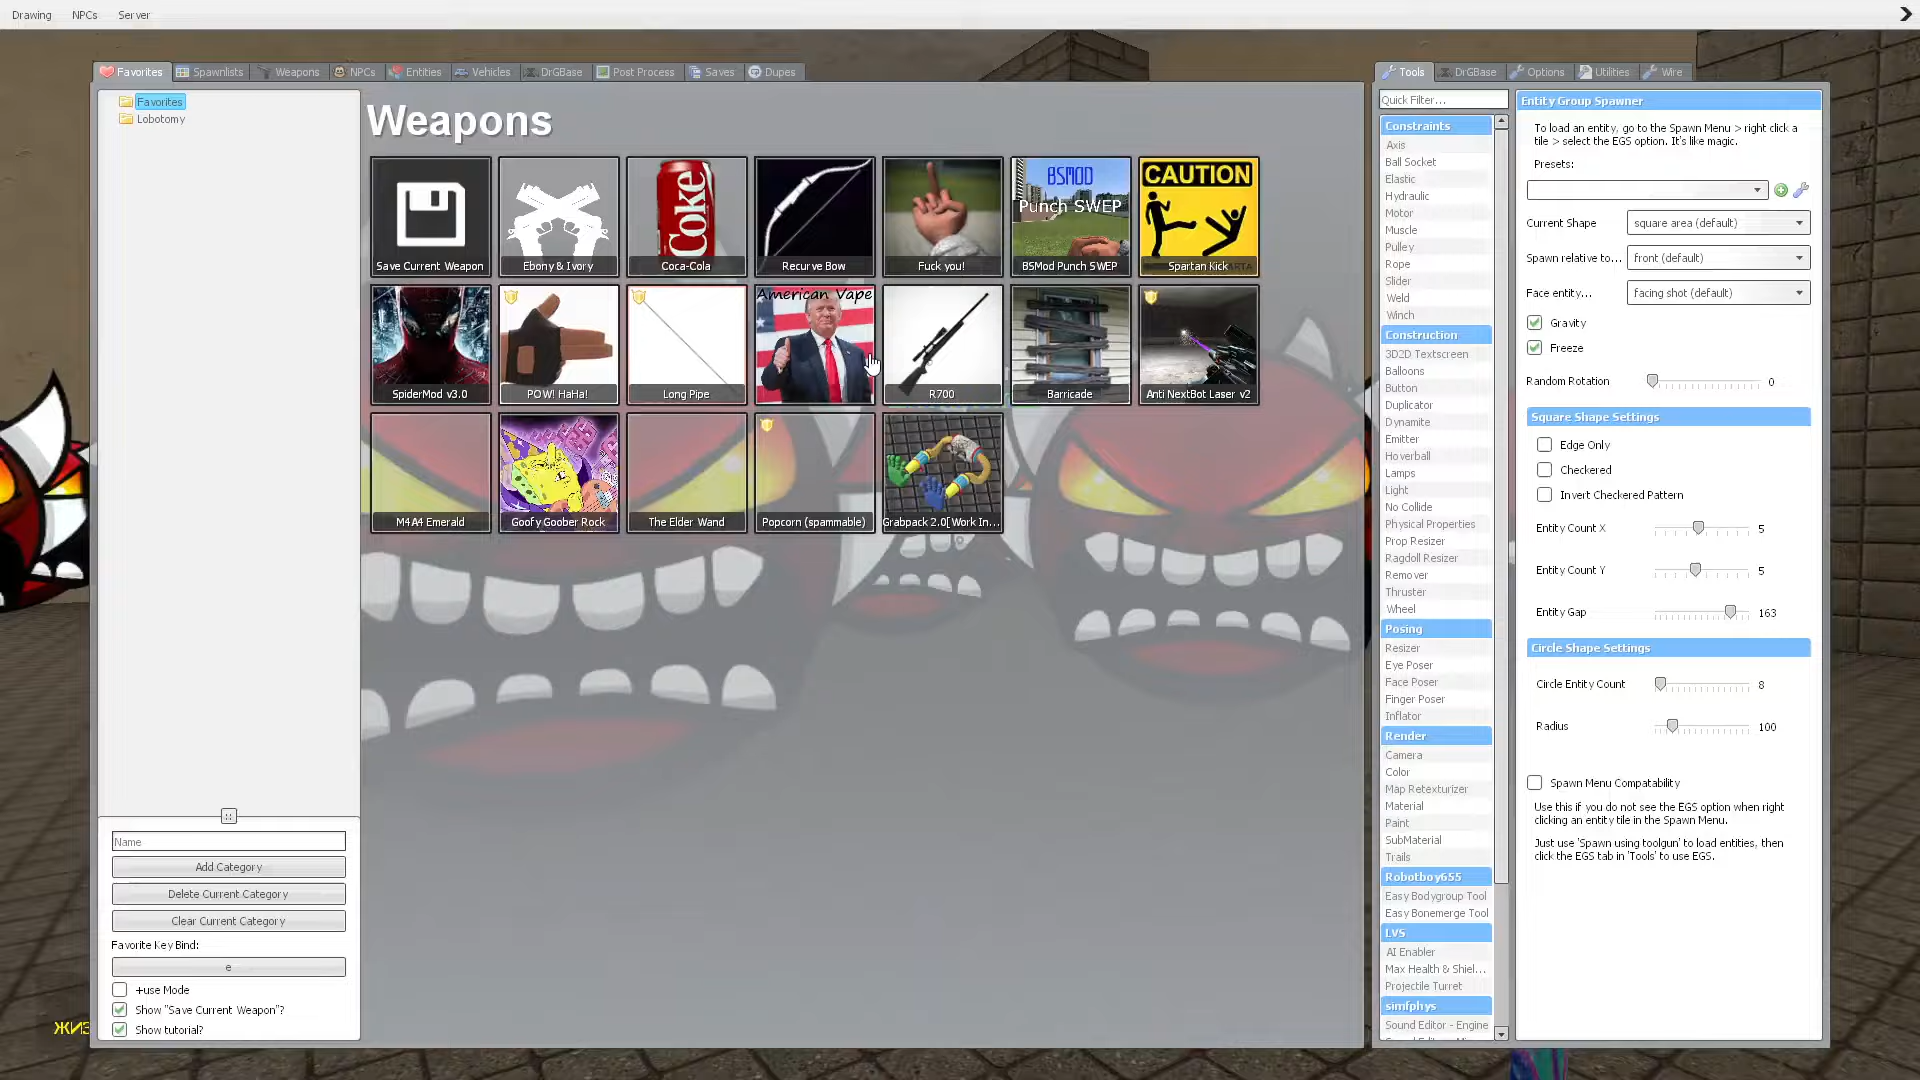 Drawing NPCs Server
Favorites Spawnlists Weapons NPCs Entities Vehicles DrGBase Post Process Saves Dupes
Favorites
Lobotomy
Weapons
Save Current Weapon
Ebony & Ivory
Coke
Coca-Cola
Recurve Bow
Fuck you!
BSMOD
Punch SWEP
BSMod Punch SWEP
CAUTION
Spartan Kick
SpiderMod v3.0
POW! HaHa!
Long Pipe
American Vape
R700
Barricade
Anti NextBot Laser v2
M4A4 Emerald
Goofy Goober Rock
The Elder Wand
Popcorn (spammable)
Grabpack 2.0[Work In...
Name
Add Category
Delete Current Category
Clear Current Category
Favorite Key Bind:
e
+use Mode
Show "Save Current Weapon"?
Show tutorial?
ЖИЗ
Tools DrGBase Options Utilities Wire
Quick Filter...
Constraints
Axis
Ball Socket
Elastic
Hydraulic
Motor
Muscle
Pulley
Rope
Slider
Weld
Winch
Construction
3D2D Textscreen
Balloons
Button
Duplicator
Dynamite
Emitter
Hoverball
Lamps
Light
No Collide
Physical Properties
Prop Resizer
Ragdoll Resizer
Remover
Thruster
Wheel
Posing
Resizer
Eye Poser
Face Poser
Finger Poser
Inflator
Render
Camera
Color
Map Retexturizer
Material
Paint
SubMaterial
Trails
Robotboy655
Easy Bodygroup Tool
Easy Bonemerge Tool
LVS
AI Enabler
Max Health & Shiel...
Projectile Turret
simfphys
Sound Editor - Engine
Entity Group Spawner
To load an entity, go to the Spawn Menu > right click a
tile > select the EGS option. It's like magic.
Presets:
Current Shape square area (default)
Spawn relative to... front (default)
Face entity... facing shot (default)
Gravity
Freeze
Random Rotation 0
Square Shape Settings
Edge Only
Checkered
Invert Checkered Pattern
Entity Count X 5
Entity Count Y 5
Entity Gap 163
Circle Shape Settings
Circle Entity Count 8
Radius 100
Spawn Menu Compatability
Use this if you do not see the EGS option when right
clicking an entity tile in the Spawn Menu.
Just use 'Spawn using toolgun' to load entities, then
click the EGS tab in 'Tools' to use EGS.